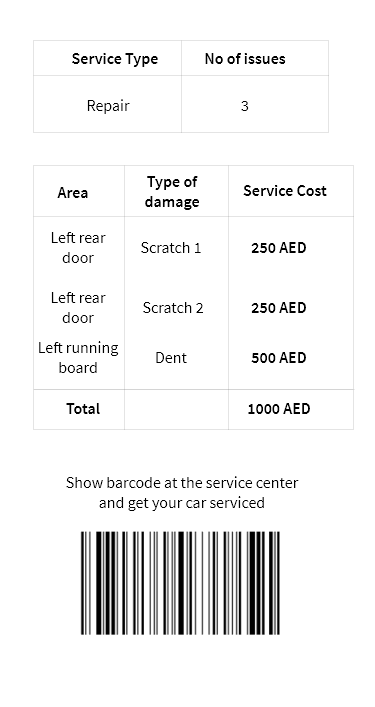 Service Type No of issues
Repair 3
Area Type of damage Service Cost
Left rear door Scratch 1 250 AED
Left rear door Scratch 2 250 AED
Left running board Dent 500 AED
Total 1000 AED
Show barcode at the service center
and get your car serviced